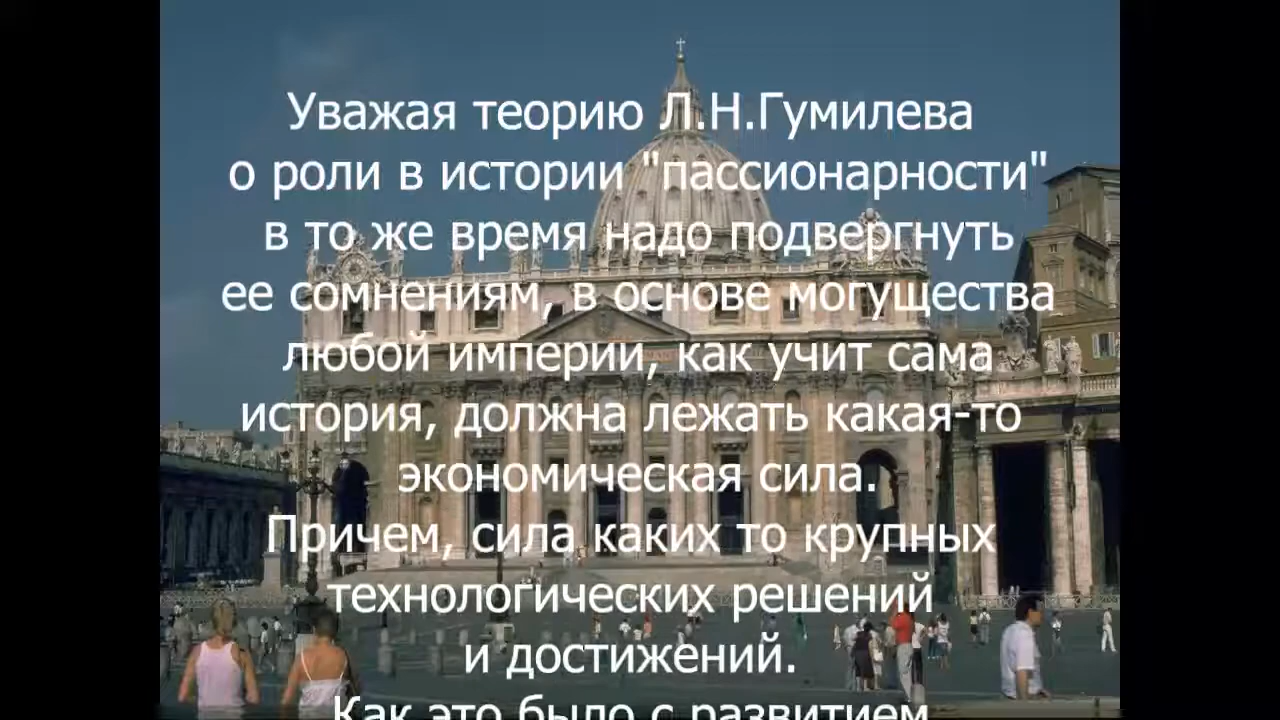 Уважая теорию Л.Н.Гумилева
о роли в истории "пассионарности"
в то же время надо подвергнуть
ее сомнениям, в основе могущества
любой империи, как учит сама
история, должна лежать какая-то
экономическая сила.
Причем, сила каких то крупных
технологических решений
и достижений.
Как это было с развитием